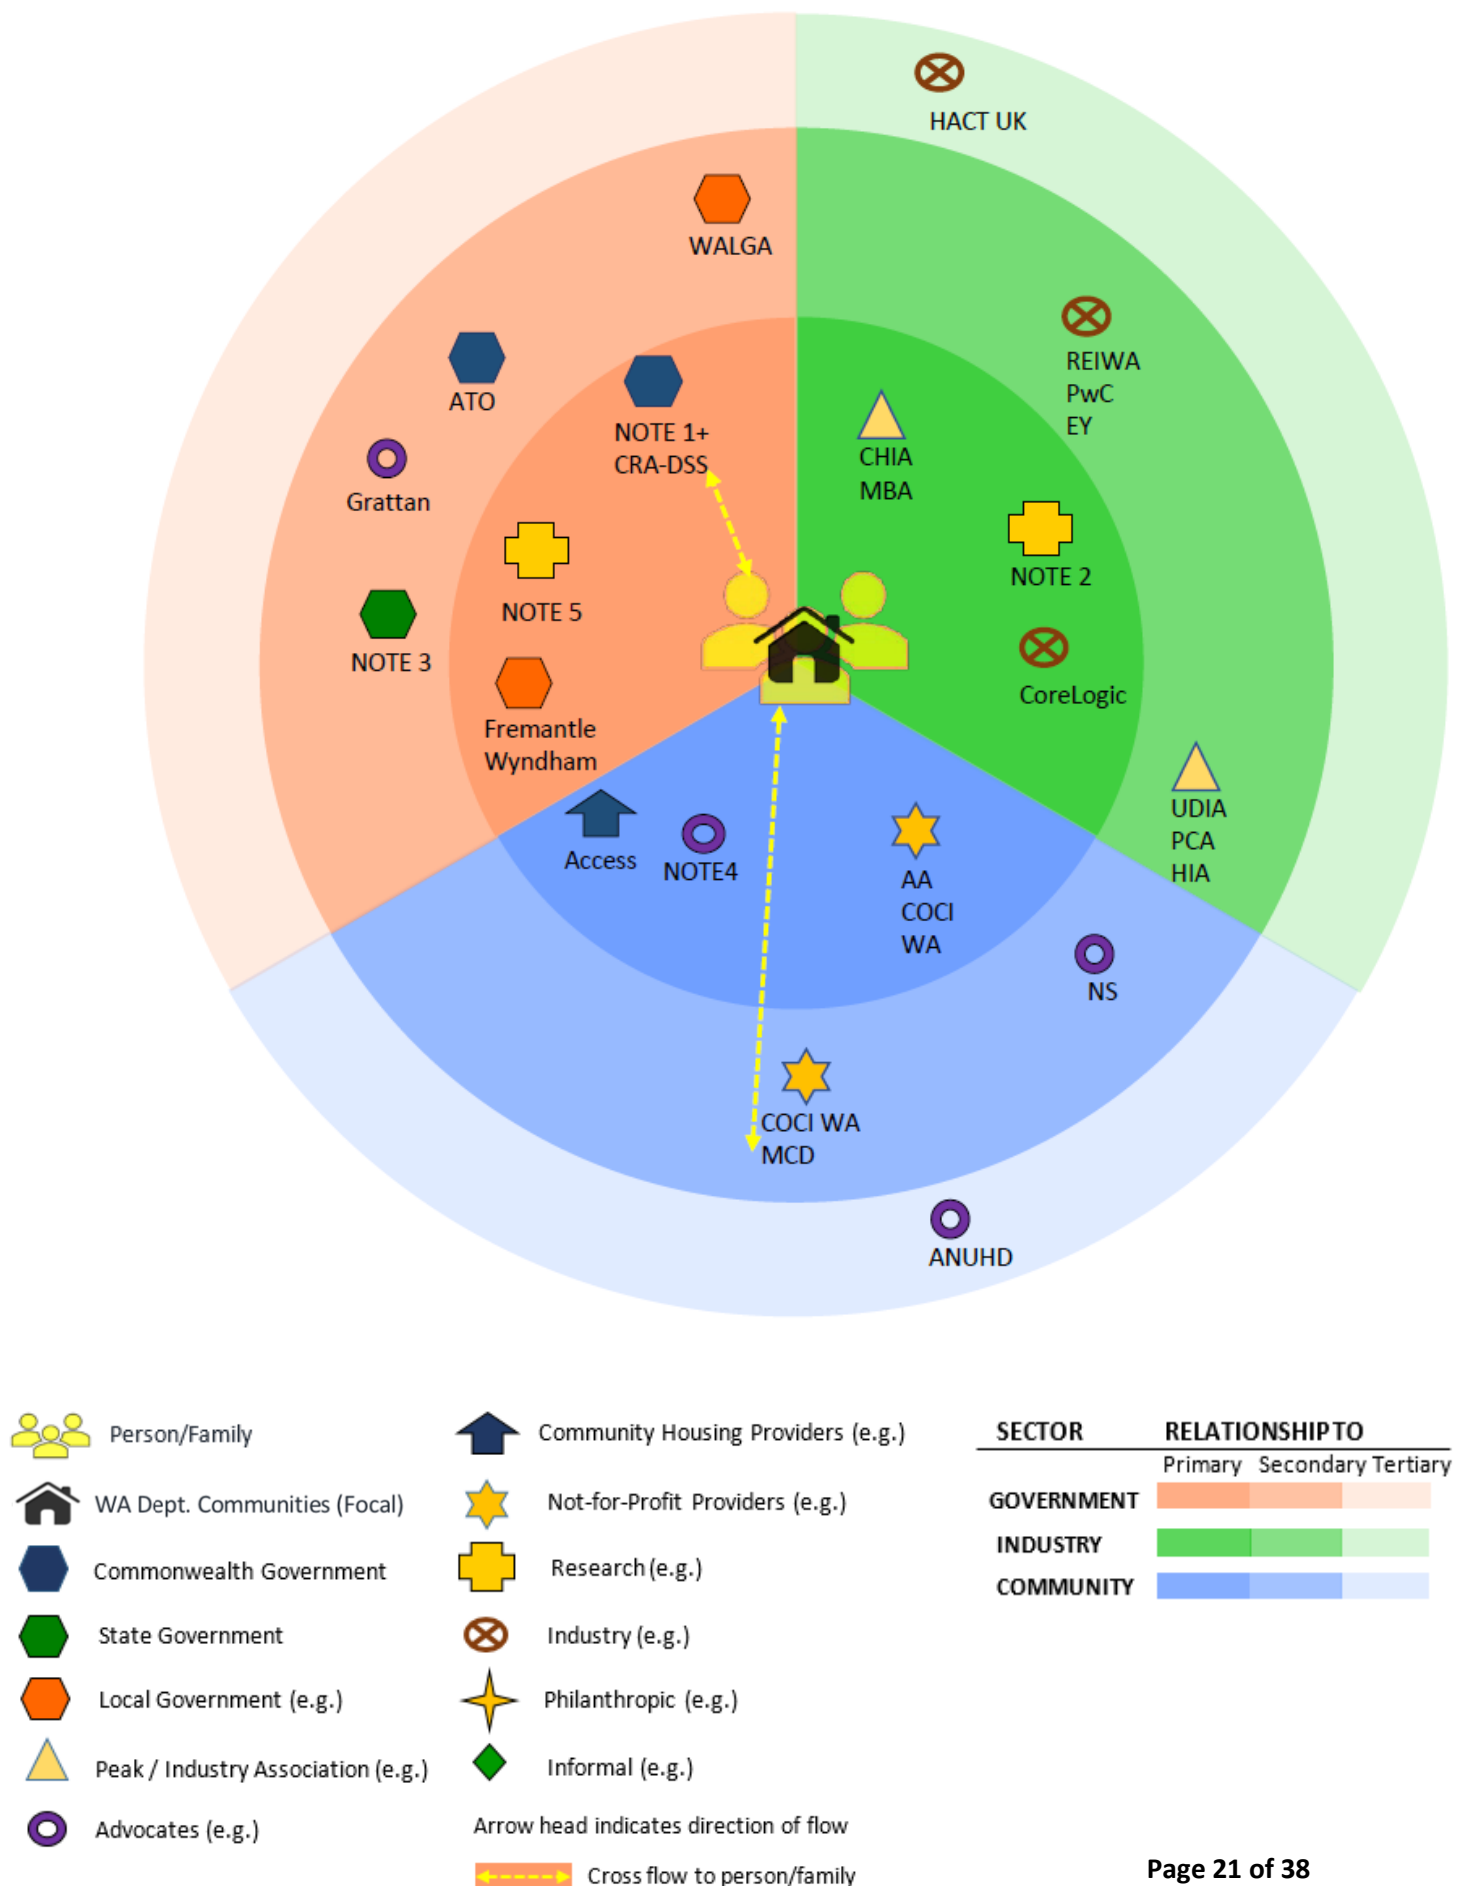 HACT UK
WALGA
REIWA
PwC
EY
ATO
NOTE 1+
CRA-DSS
CHIA
MBA
Grattan
NOTE 2
NOTE 5
NOTE 3
CoreLogic
Fremantle
Wyndham
UDIA
PCA
HIA
Access
NOTE4
AA
COCI
WA
NS
COCI WA
MCD
ANUHD
Person/Family
WA Dept. Communities (Focal)
Commonwealth Government
State Government
Local Government (e.g.)
Peak / Industry Association (e.g.)
Advocates (e.g.)
Community Housing Providers (e.g.)
Not-for-Profit Providers (e.g.)
Research (e.g.)
Industry (e.g.)
Philanthropic (e.g.)
Informal (e.g.)
Arrow head indicates direction of flow
Cross flow to person/family
SECTOR RELATIONSHIP TO
Primary Secondary Tertiary
GOVERNMENT
INDUSTRY
COMMUNITY
Page 21 of 38